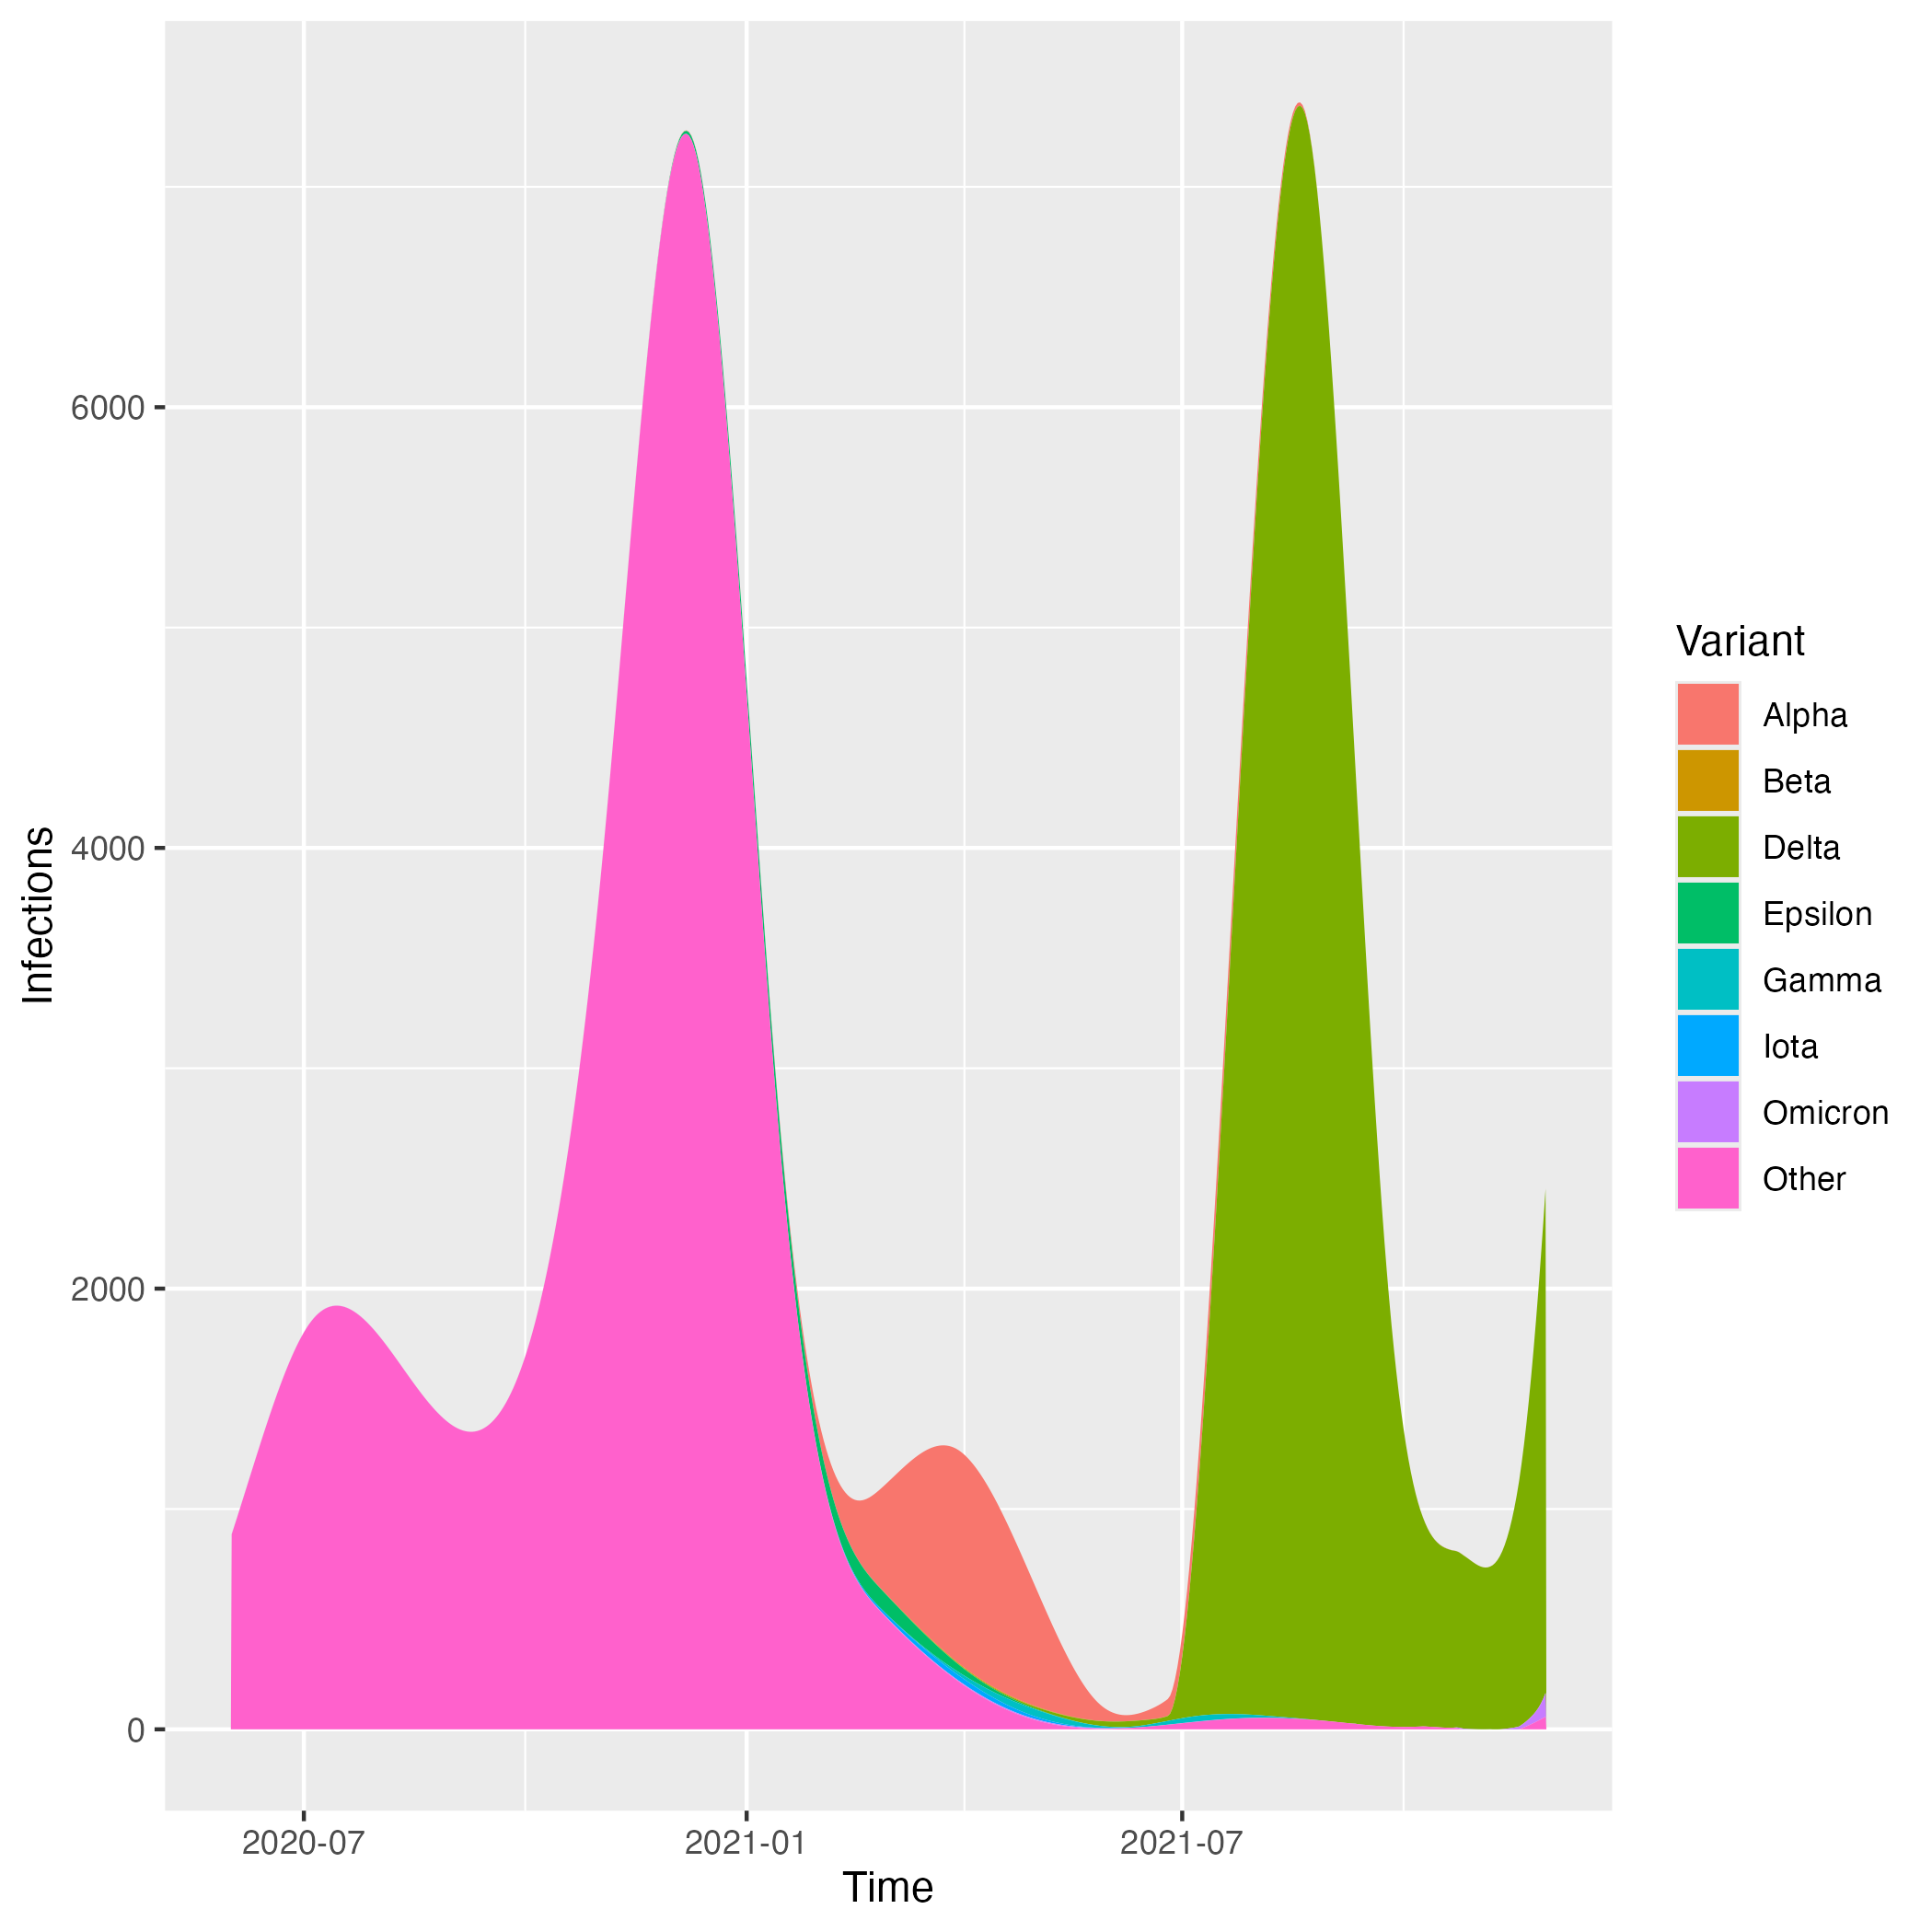 Infections
6000
4000
2000
0
2020-07
2021-01
2021-07
Time
Variant
Alpha
Beta
Delta
Epsilon
Gamma
Iota
Omicron
Other